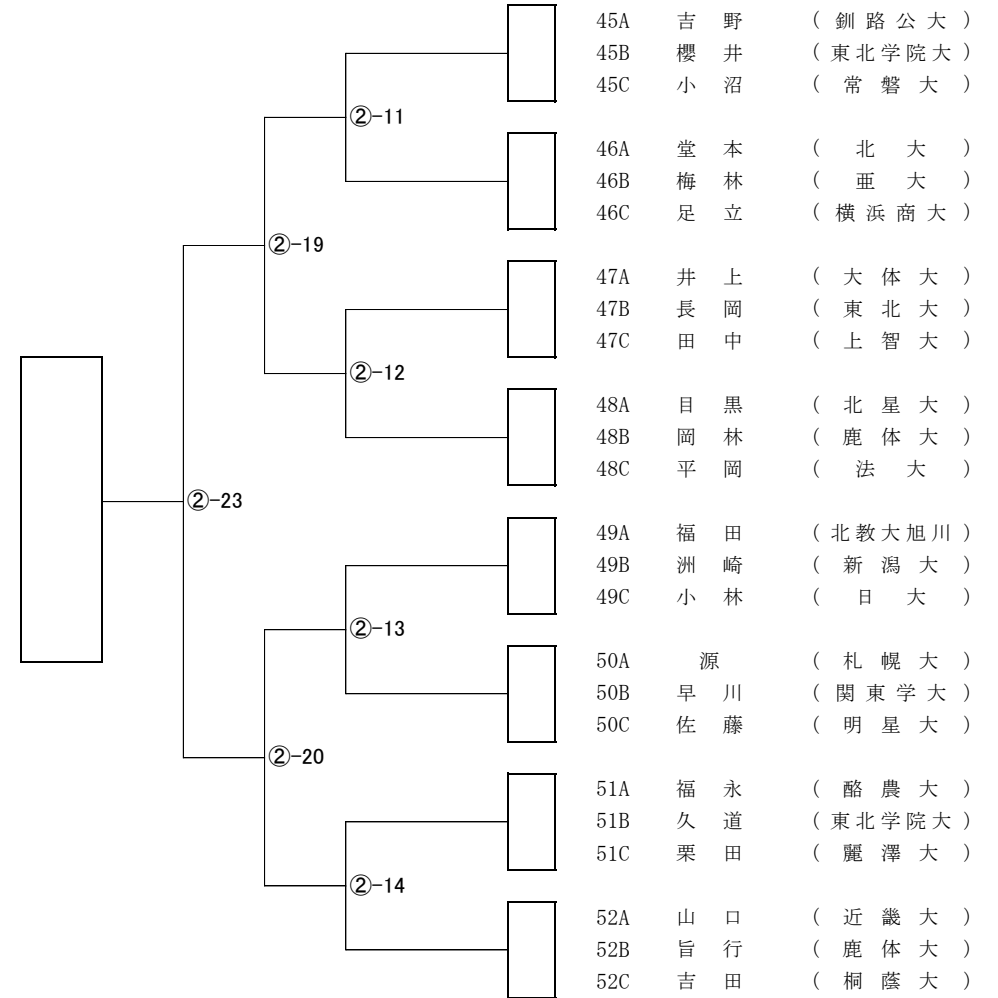 45A 吉野 (釧路公大)
45B 櫻井 (東北学院大)
45C 小沼 (常磐大)
②-11
46A 堂本 (北大)
46B 梅林 (亜大)
46C 足立 (横浜商大)
②-19
47A 井上 (大体大)
47B 長岡 (東北大)
47C 田中 (上智大)
②-12
48A 目黒 (北星大)
48B 岡林 (鹿体大)
48C 平岡 (法大)
②-23
49A 福田 (北教大旭川)
49B 洲崎 (新潟大)
49C 小林 (日大)
②-13
50A 源 (札幌大)
50B 早川 (関東学大)
50C 佐藤 (明星大)
②-20
51A 福永 (酪農大)
51B 久道 (東北学院大)
51C 栗田 (麗澤大)
②-14
52A 山口 (近畿大)
52B 旨行 (鹿体大)
52C 吉田 (桐蔭大)